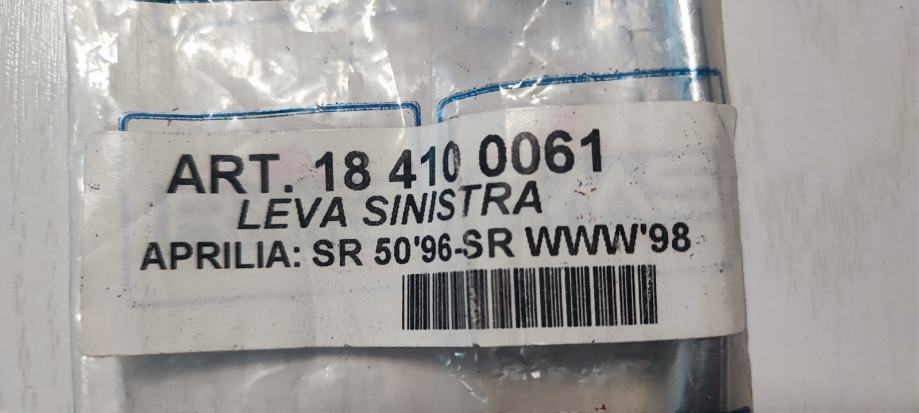 ART. 18 410 0061
LEVA SINISTRA
APRILIA: SR 50'96-SR WWW'98